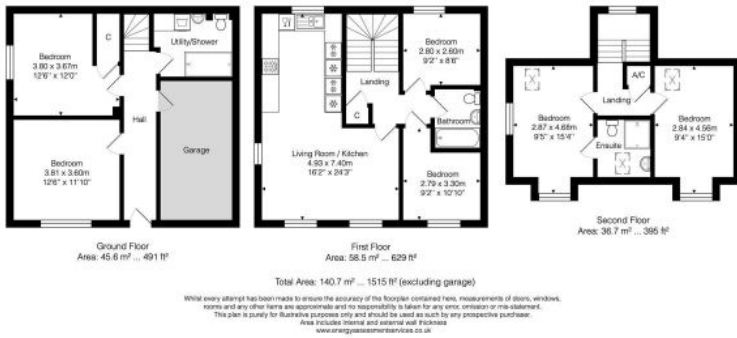 Bedroom
3.80 x 3.67m
12'6" x 12'0"
C
Utility/Shower
Hall
Bedroom
3.81 x 3.60m
12'6" x 11'10"
Garage
Ground Floor
Area: 45.6 m² ... 491 ft²
Bedroom
2.80 x 2.60m
9'2" x 8'6"
Landing
C
Bathroom
Living Room / Kitchen
4.93 x 7.40m
16'2" x 24'3"
Bedroom
2.79 x 3.30m
9'2" x 10'10"
First Floor
Area: 58.5 m² ... 629 ft²
A/C
Landing
Bedroom
2.87 x 4.68m
9'5" x 15'4"
Ensuite
Bedroom
2.84 x 4.56m
9'4" x 15'0"
Second Floor
Area: 36.7 m² ... 395 ft²
Total Area: 140.7 m² ... 1515 ft² (excluding garage)
Whilst every attempt has been made to ensure the accuracy of the floorplan contained here, measurements of doors, windows,
rooms and any other items are approximate and no responsibility is taken for any error, omission or mis-statement.
This plan is purely for illustrative purposes only and should be used as such by any prospective purchaser.
Area includes internal and external wall thickness
www.energyassessmentservices.co.uk